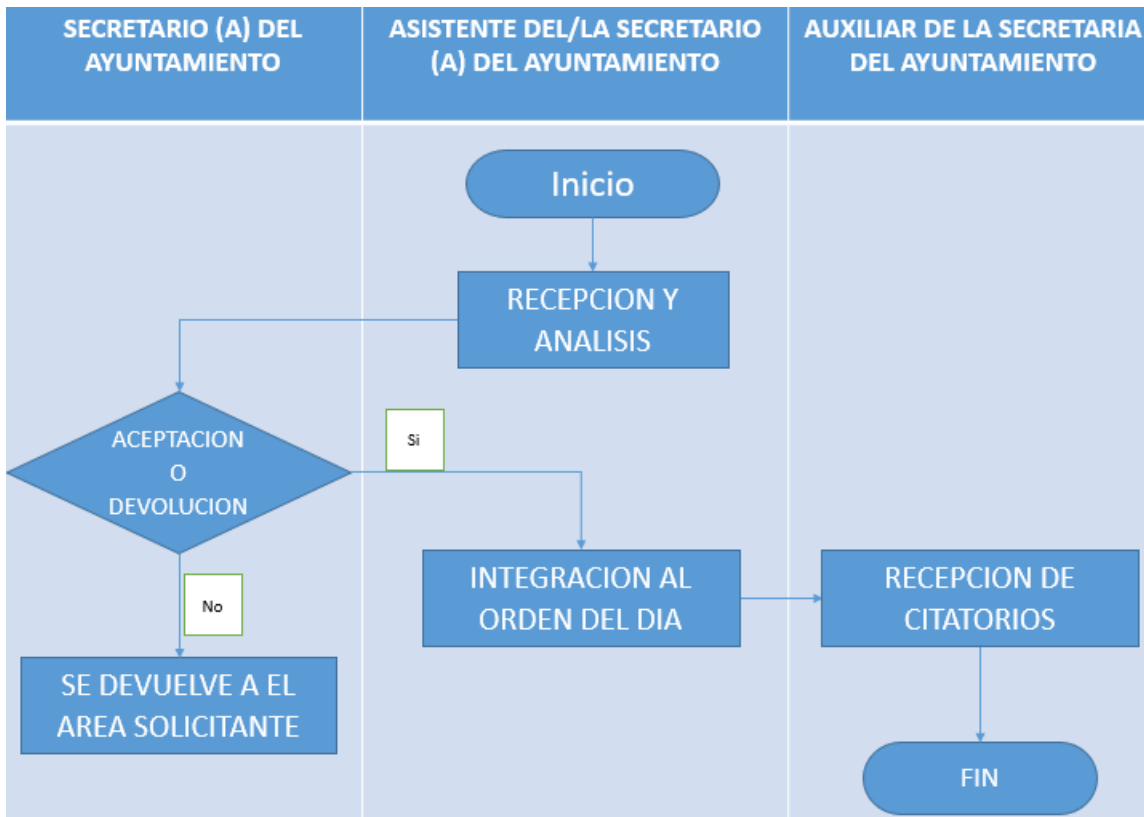 SECRETARIO (A) DEL
AYUNTAMIENTO
ASISTENTE DEL/LA SECRETARIO
(A) DEL AYUNTAMIENTO
AUXILIAR DE LA SECRETARIA
DEL AYUNTAMIENTO
Inicio
RECEPCION Y
ANALISIS
ACEPTACION
O
DEVOLUCION
Si
No
INTEGRACION AL
ORDEN DEL DIA
RECEPCION DE
CITATORIOS
SE DEVUELVE A EL
AREA SOLICITANTE
FIN